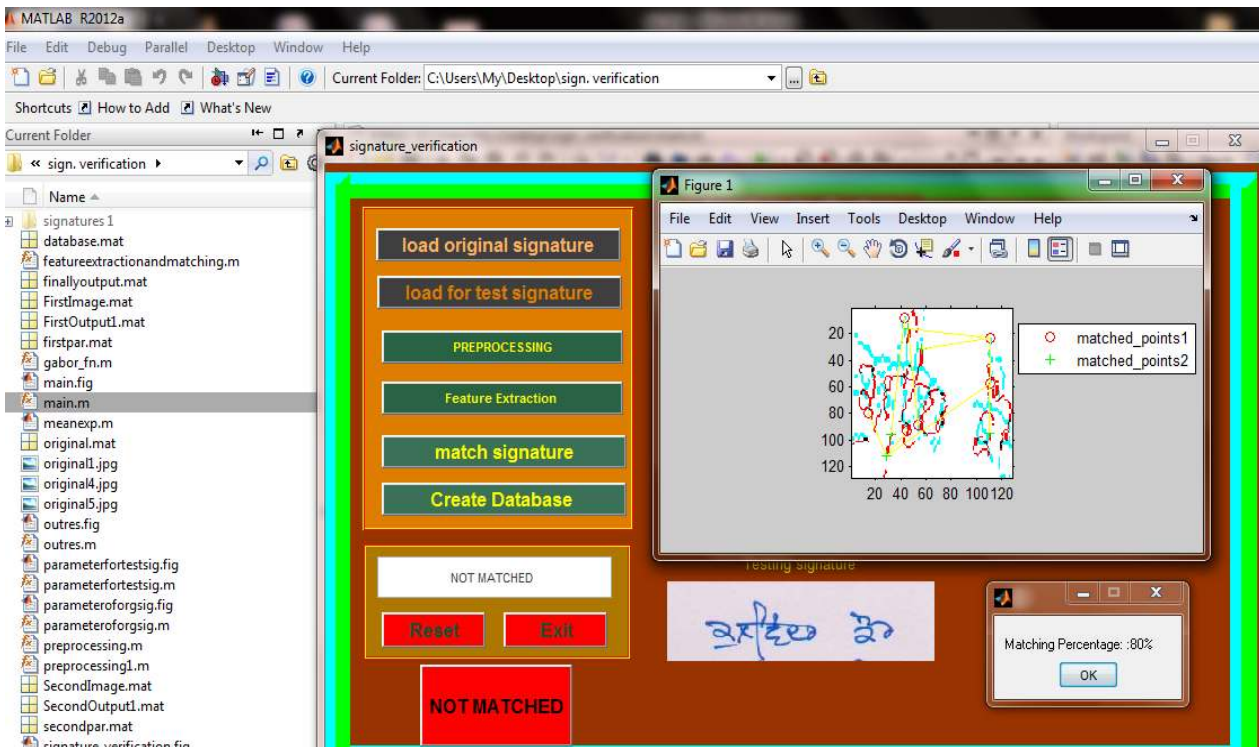 MATLAB R2012a
File Edit Debug Parallel Desktop Window Help
Current Folder: C:\Users\My\Desktop\sign. verification
Shortcuts How to Add What's New
Current Folder
« sign. verification
Name
signatures 1
database.mat
featureextractionandmatching.m
finallyoutput.mat
FirstImage.mat
FirstOutput1.mat
firstpar.mat
gabor_fn.m
main.fig
main.m
meanexp.m
original.mat
original1.jpg
original4.jpg
original5.jpg
outres.fig
outres.m
parameterfortestsig.fig
parameterfortestsig.m
parameteroforgsig.fig
parameteroforgsig.m
preprocessing.m
preprocessing1.m
SecondImage.mat
SecondOutput1.mat
secondpar.mat
signature_verification.fig
signature_verification
load original signature
load for test signature
PREPROCESSING
Feature Extraction
match signature
Create Database
NOT MATCHED
Reset Exit
NOT MATCHED
Figure 1
File Edit View Insert Tools Desktop Window Help
20
40
60
80
100
120
20 40 60 80 100 120
matched_points1
matched_points2
Testing signature
Matching Percentage: :80%
OK